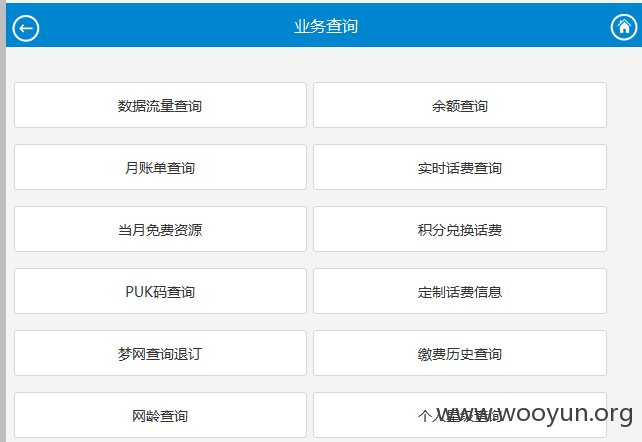 业务查询
数据流量查询
余额查询
月账单查询
实时话费查询
当月免费资源
积分兑换话费
PUK码查询
定制话费信息
梦网查询退订
缴费历史查询
网龄查询
个人 查询
www.wooyun.org